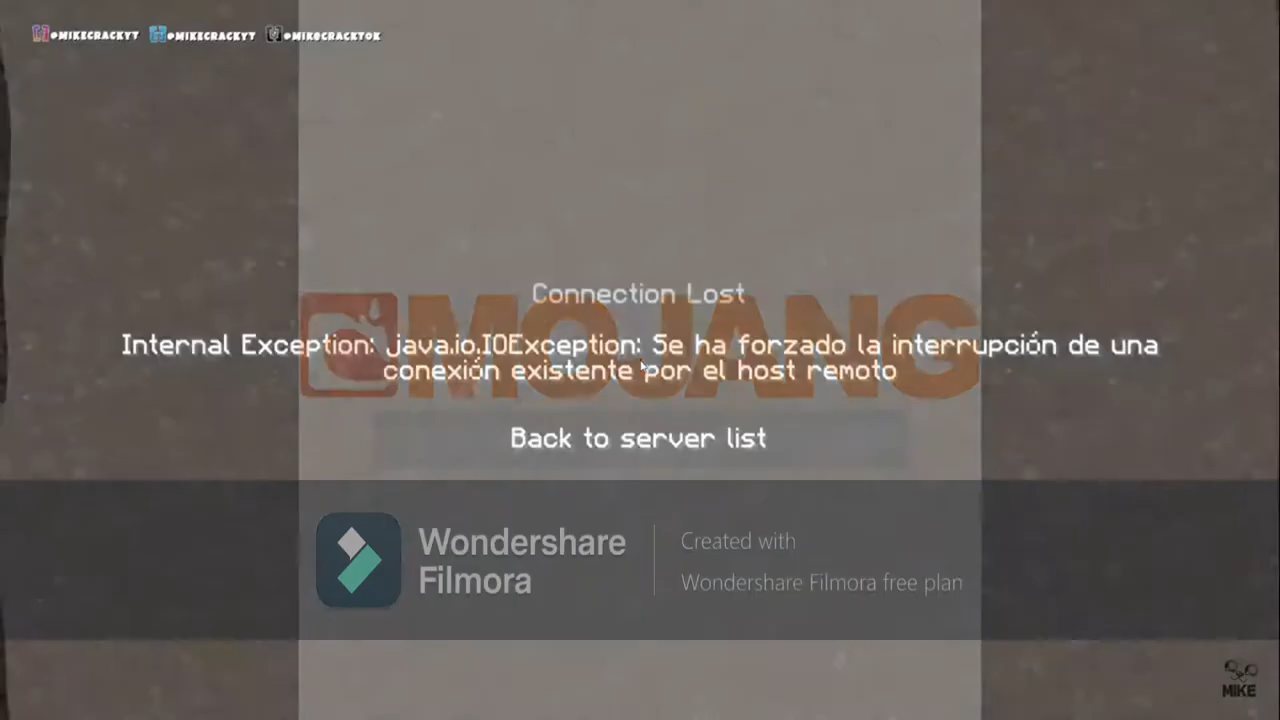 @MIKECRACKYT @MIKECRACKYT @MIKECRACKTOK
Connection Lost
MOJANG
Internal Exception: java.io.IOException: Se ha forzado la interrupción de una
conexión existente por el host remoto
Back to server list
Wondershare
Filmora
Created with
Wondershare Filmora free plan
MIKE